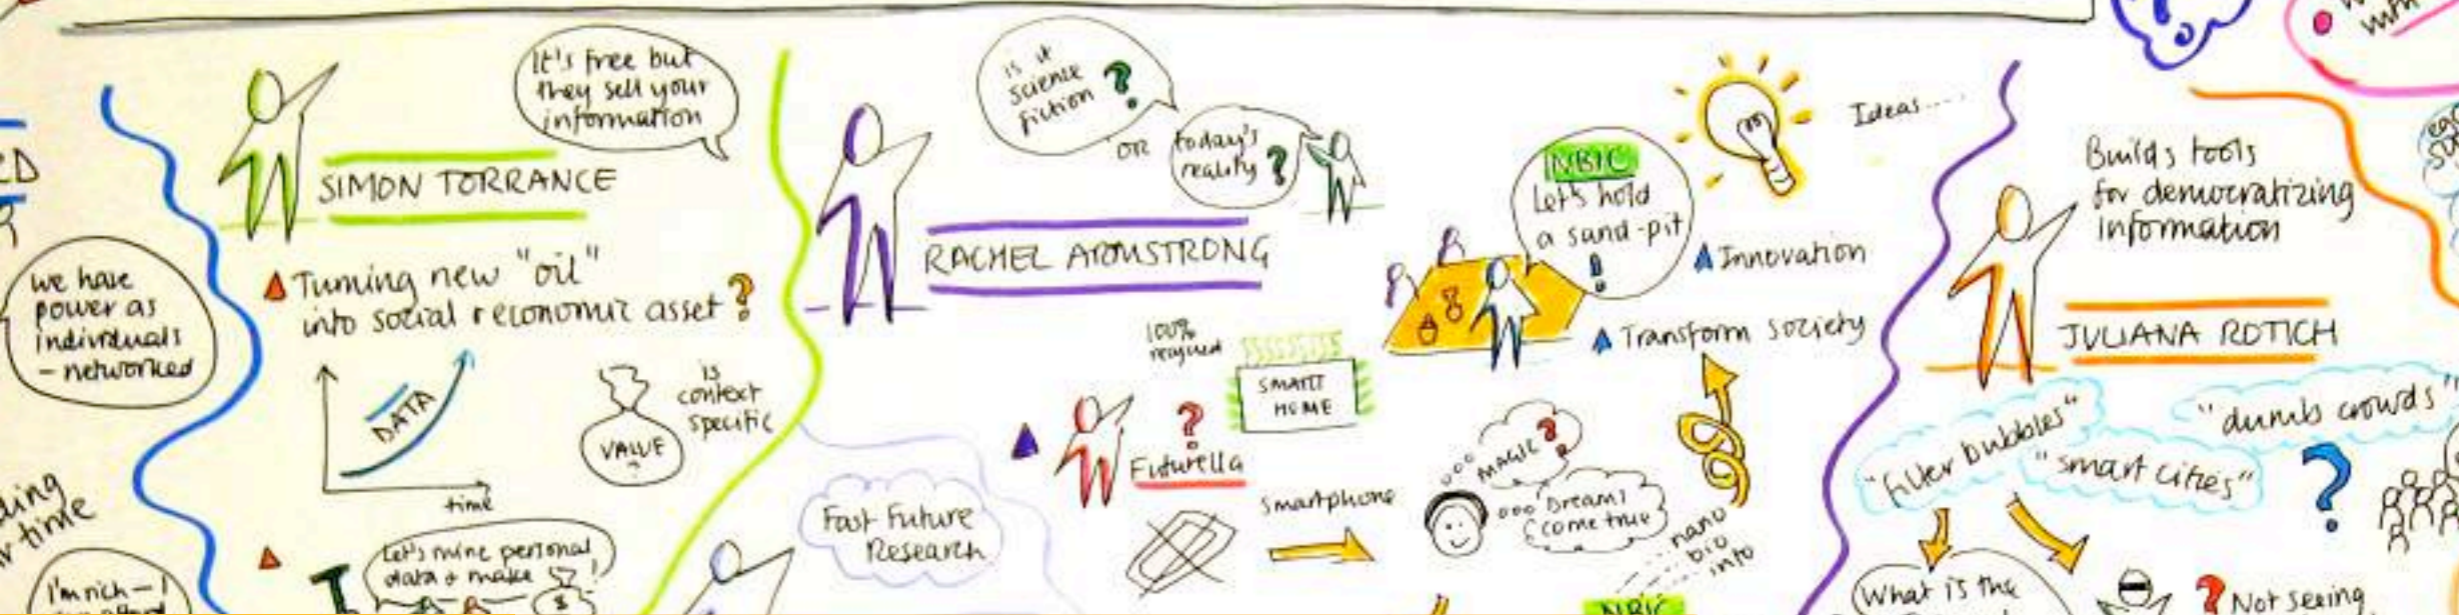 we have
power as
individuals
- networked
It's free but
they sell your
information
SIMON TORRANCE
Turning new "oil"
into social + economic asset?
DATA
time
VALUE
?
is
context
specific
Let's mine personal
data + make
$
I'm rich - I
is it
science
fiction ?
OR
today's
reality ?
RACHEL ARMSTRONG
100%
recycled
SMART
HOME
?
Futurella
Fast Future
Research
Smartphone
MAGIC?
Dreams
come true
NBIC
Let's hold
a sand-pit
!
Ideas....
Innovation
Transform society
nano
bio
info
NBIC
Builds tools
for democratizing
information
JULIANA ROTICH
"filter bubbles"
"smart cities"
"dumb crowds"
?
What is the
? Not seeing